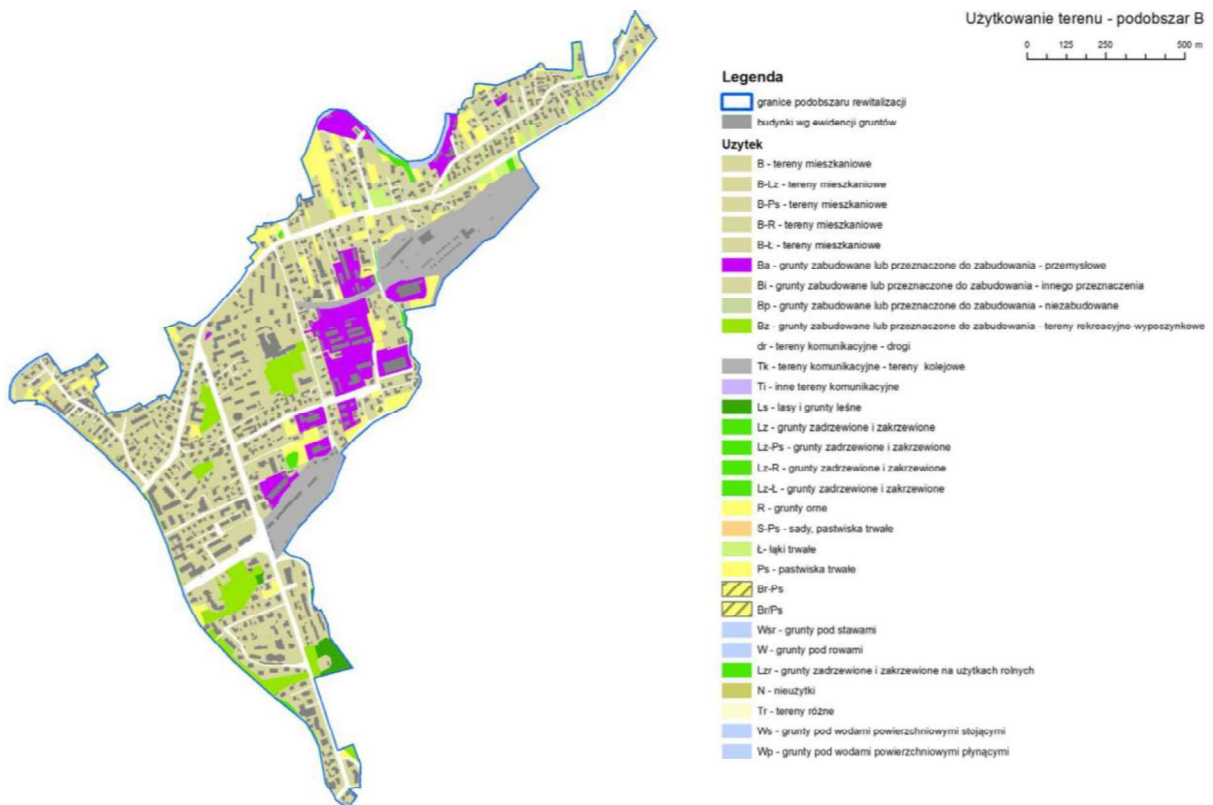 Użytkowanie terenu - podobszar B
0 125 250 500 m
Legenda
granice podobszaru rewitalizacji
budynki wg ewidencji gruntów
Uzytek
B - tereny mieszkaniowe
B-Lz - tereny mieszkaniowe
B-Ps - tereny mieszkaniowe
B-R - tereny mieszkaniowe
B-Ł - tereny mieszkaniowe
Ba - grunty zabudowane lub przeznaczone do zabudowania - przemysłowe
Bi - grunty zabudowane lub przeznaczone do zabudowania - innego przeznaczenia
Bp - grunty zabudowane lub przeznaczone do zabudowania - niezabudowane
Bz - grunty zabudowane lub przeznaczone do zabudowania - tereny rekreacyjno-wypoczynkowe
dr - tereny komunikacyjne - drogi
Tk - tereny komunikacyjne - tereny kolejowe
Ti - inne tereny komunikacyjne
Ls - lasy i grunty leśne
Lz - grunty zadrzewione i zakrzewione
Lz-Ps - grunty zadrzewione i zakrzewione
Lz-R - grunty zadrzewione i zakrzewione
Lz-Ł - grunty zadrzewione i zakrzewione
R - grunty orne
S-Ps - sady, pastwiska trwałe
Ł- łąki trwałe
Ps - pastwiska trwałe
Br-Ps
Br/Ps
Wsr - grunty pod stawami
W - grunty pod rowami
Lzr - grunty zadrzewione i zakrzewione na użytkach rolnych
N - nieużytki
Tr - tereny różne
Ws - grunty pod wodami powierzchniowymi stojącymi
Wp - grunty pod wodami powierzchniowymi płynącymi